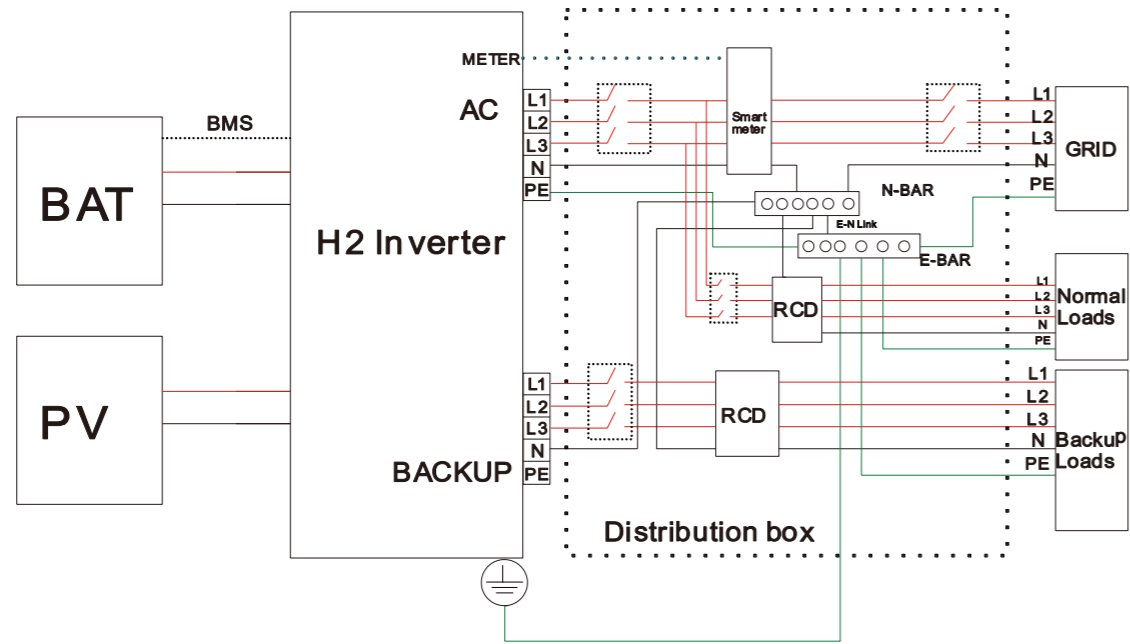 BAT
BMS
PV
H2 Inverter
METER
AC
L1
L2
L3
N
PE
BACKUP
L1
L2
L3
N
PE
Smart
meter
N-BAR
E-N Link
E-BAR
RCD
RCD
Distribution box
L1
L2
L3
N
PE
GRID
L1
L2
L3
N
PE
Normal
Loads
L1
L2
L3
N
PE
Backup
Loads